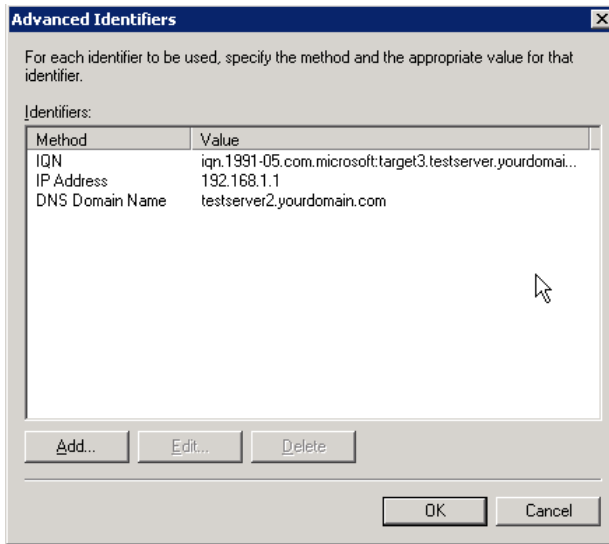 Advanced Identifiers
For each identifier to be used, specify the method and the appropriate value for that
identifier.
Identifiers:
Method Value
IQN iqn.1991-05.com.microsoft:target3.testserver.yourdomai...
IP Address 192.168.1.1
DNS Domain Name testserver2.yourdomain.com
Add... Edit... Delete
OK Cancel